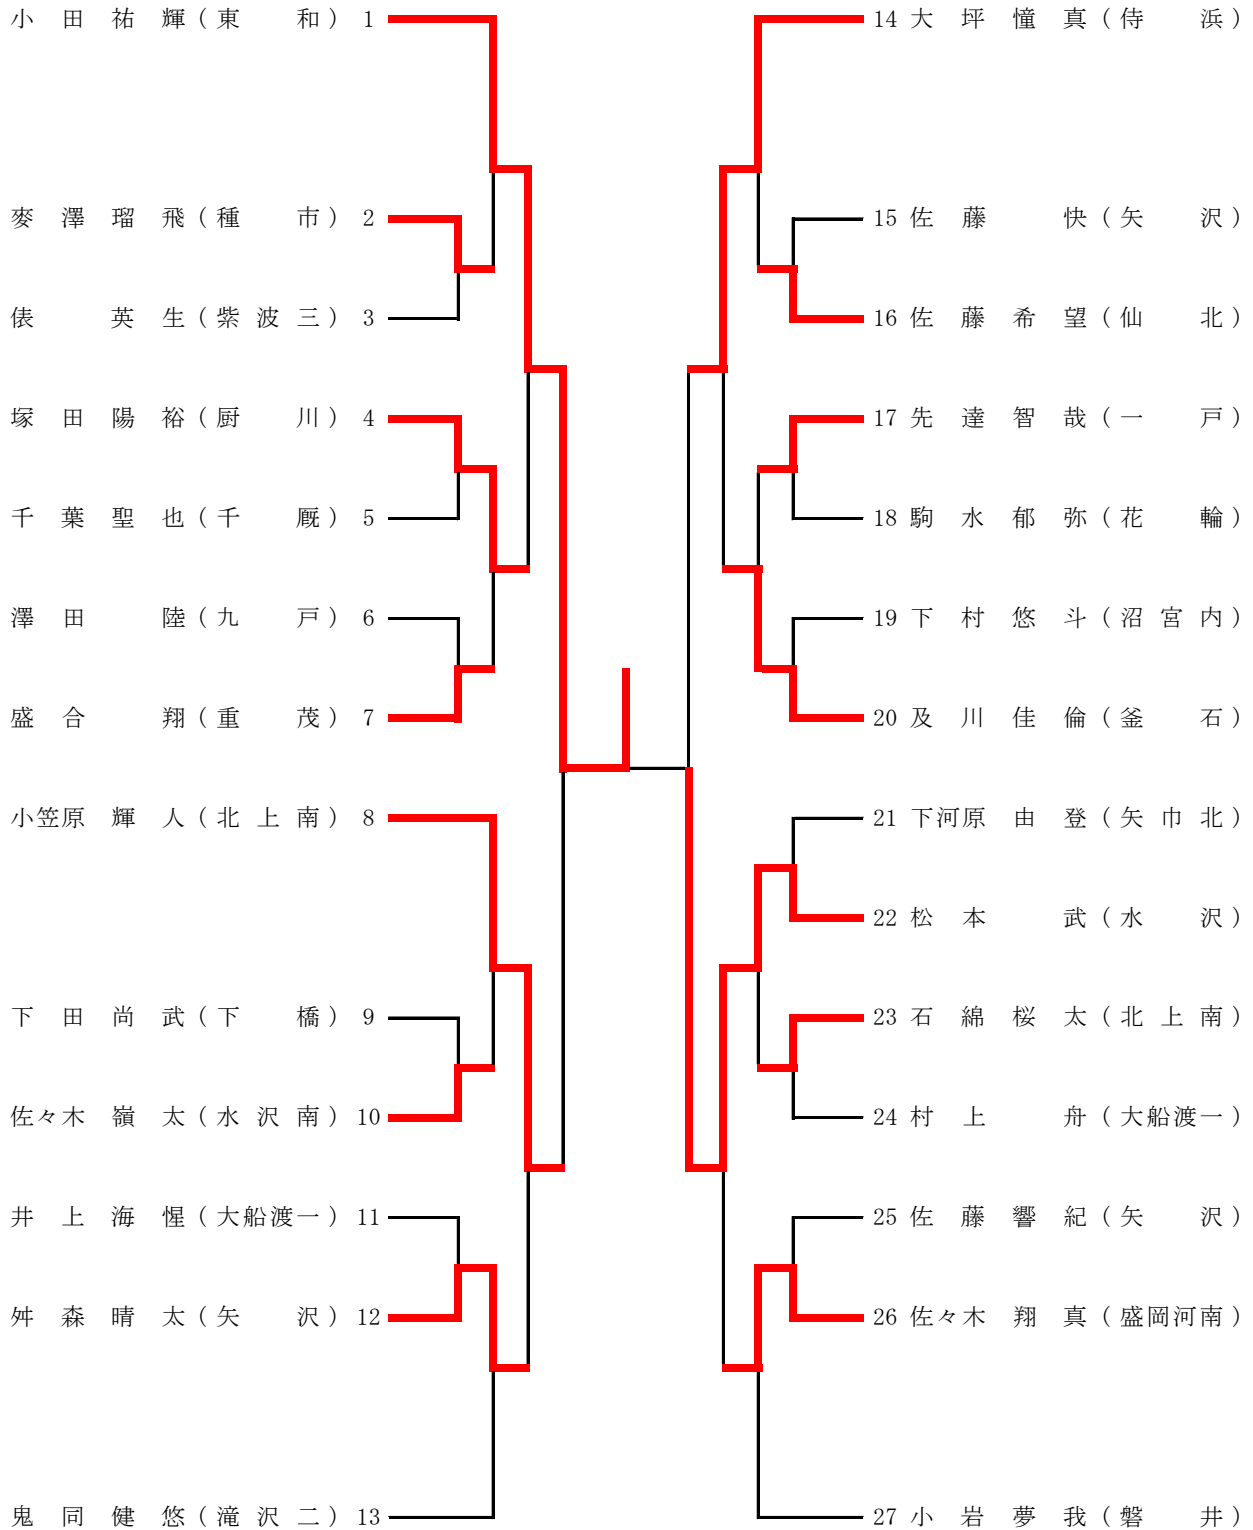 小田祐輝(東和) 1
麥澤瑠飛(種市) 2
俵英生(紫波三) 3
塚田陽裕(厨川) 4
千葉聖也(千厩) 5
澤田陸(九戸) 6
盛合翔(重茂) 7
小笠原輝人(北上南) 8
下田尚武(下橋) 9
佐々木嶺太(水沢南) 10
井上海惺(大船渡一) 11
舛森晴太(矢沢) 12
鬼同健悠(滝沢二) 13
14 大坪憧真(侍浜)
15 佐藤快(矢沢)
16 佐藤希望(仙北)
17 先達智哉(一戸)
18 駒水郁弥(花輪)
19 下村悠斗(沼宮内)
20 及川佳倫(釜石)
21 下河原由登(矢巾北)
22 松本武(水沢)
23 石綿桜太(北上南)
24 村上舟(大船渡一)
25 佐藤響紀(矢沢)
26 佐々木翔真(盛岡河南)
27 小岩夢我(磐井)